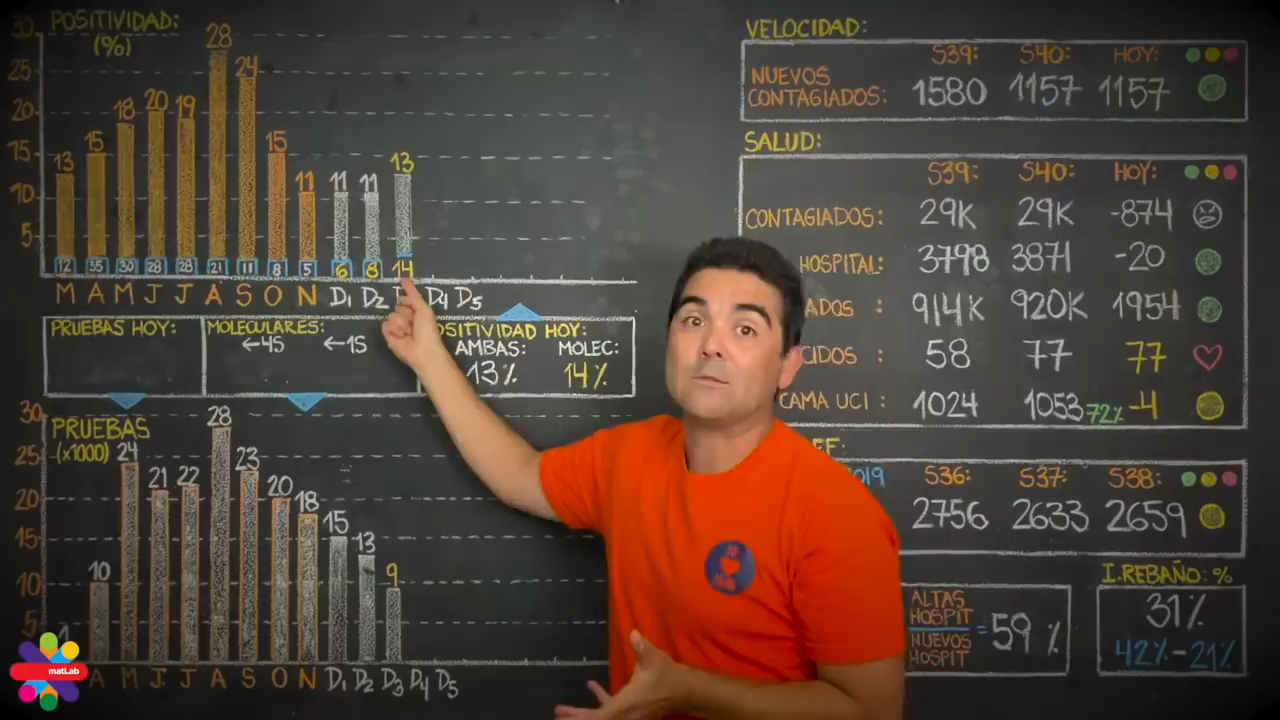 POSITIVIDAD:
(%)
30
25
20
15
10
5
13 15 18 20 19 28 24 15 11 11 11 13
12 35 30 28 28 21 11 8 5 6 8 14
M A M J J A S O N D1 D2 D4 D5
PRUEBAS HOY:
MOLECULARES:
←4S ←1S
POSITIVIDAD HOY:
AMBAS: MOLEC:
13% 14%
PRUEBAS
(x1000)
30
25
20
15
10
5
10 24 21 22 28 23 20 18 15 13 9
A M J J A S O N D1 D2 D3 D4 D5
matLab
VELOCIDAD:
S39: S40: HOY:
NUEVOS
CONTAGIADOS: 1580 1157 1157
SALUD:
S39: S40: HOY:
CONTAGIADOS: 29K 29K -874
HOSPITAL: 3798 3871 -20
ADOS: 914K 920K 1954
CIDOS: 58 77 77
CAMA UCI: 1024 1053 72% -4
EF:
2019 S36: S37: S38:
2756 2633 2659
ALTAS
HOSPIT
NUEVOS
HOSPIT
=59 %
I.REBAÑO: %
31%
42%-21%